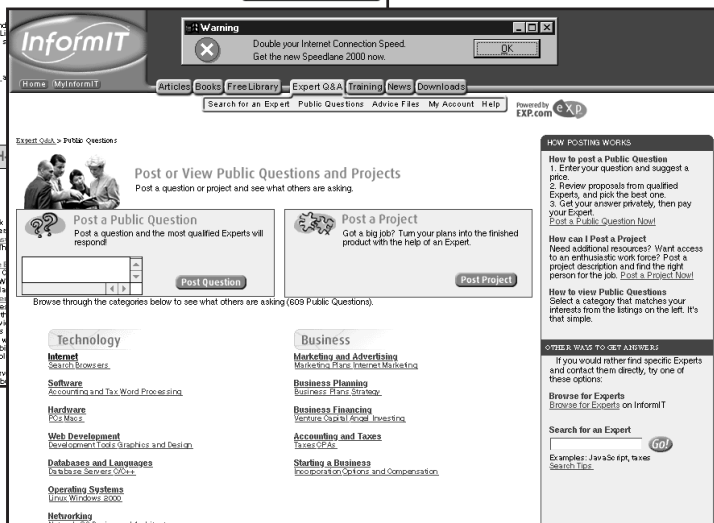 InformIT
Warning
Double your Internet Connection Speed.
Get the new Speedlane 2000 now.
OK
Home MyInformIT
Articles Books Free Library Expert Q&A Training News Downloads
Search for an Expert Public Questions Advice Files My Account Help
Powered by
EXP.com
exp
Expert Q&A > Public Questions
Post or View Public Questions and Projects
Post a question or project and see what others are asking.
Post a Public Question
Post a question and the most qualified Experts will
respond!
Post Question
Post a Project
Got a big job? Turn your plans into the finished
product with the help of an Expert.
Post Project
Browse through the categories below to see what others are asking (609 Public Questions).
Technology
Internet
Search Browsers
Software
Accounting and Tax Word Processing
Hardware
PCs Macs
Web Development
Development Tools Graphics and Design
Databases and Languages
Database Servers C/C++
Operating Systems
Linux Windows 2000
Networking
Business
Marketing and Advertising
Marketing Plans Internet Marketing
Business Planning
Business Plans Strategy
Business Financing
Venture Capital Angel Investing
Accounting and Taxes
Taxes CPAs
Starting a Business
Incorporation Options and Compensation
HOW POSTING WORKS
How to post a Public Question
1. Enter your question and suggest a
price.
2. Review proposals from qualified
Experts, and pick the best one.
3. Get your answer privately, then pay
your Expert.
Post a Public Question Now!
How can I Post a Project
Need additional resources? Want access
to an enthusiastic work force? Post a
project description and find the right
person for the job. Post a Project Now!
How to view Public Questions
Select a category that matches your
interests from the listings on the left. It's
that simple.
OTHER WAYS TO GET ANSWERS
If you would rather find specific Experts
and contact them directly, try one of
these options:
Browse for Experts
Browse for Experts on InformIT
Search for an Expert
Go!
Examples: JavaScript, taxes
Search Tips